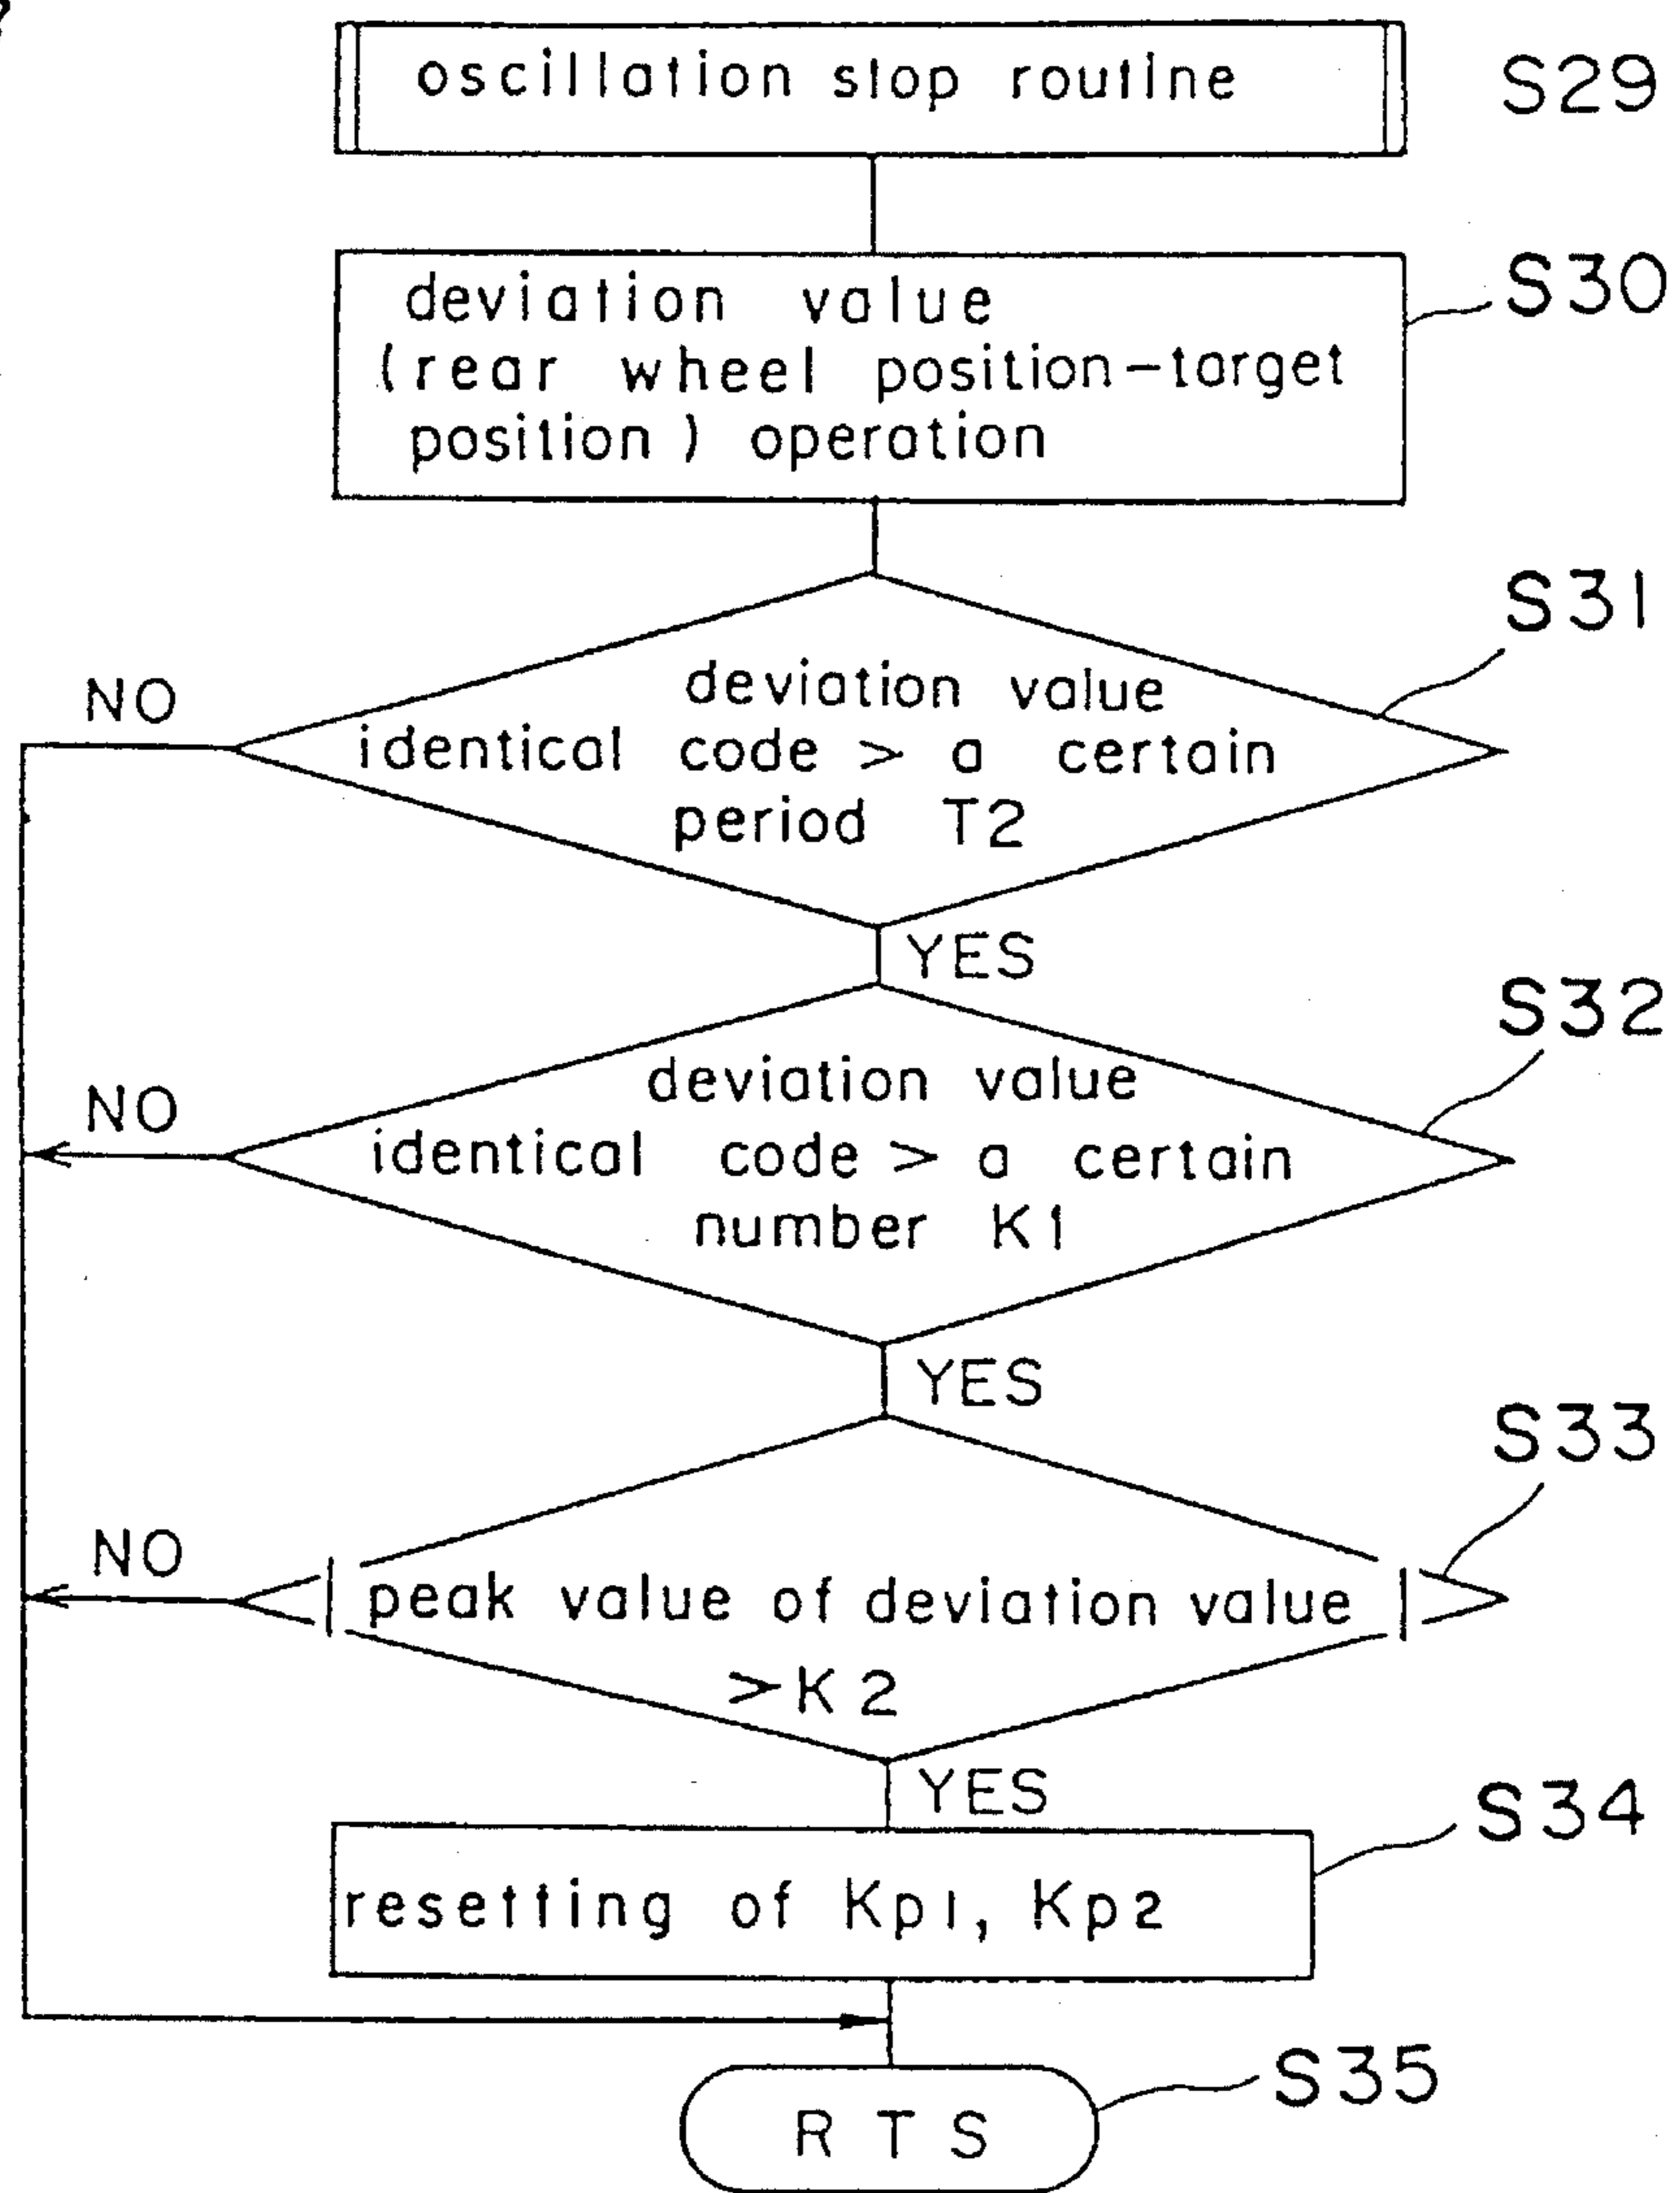 oscillation stop routine
S29
deviation value
(rear wheel position-target
position) operation
S30
S31
deviation value
identical code > a certain
period T2
NO
YES
S32
deviation value
identical code > a certain
number K1
NO
YES
S33
| peak value of deviation value |
>K2
NO
YES
S34
resetting of Kp1, Kp2
S35
RTS